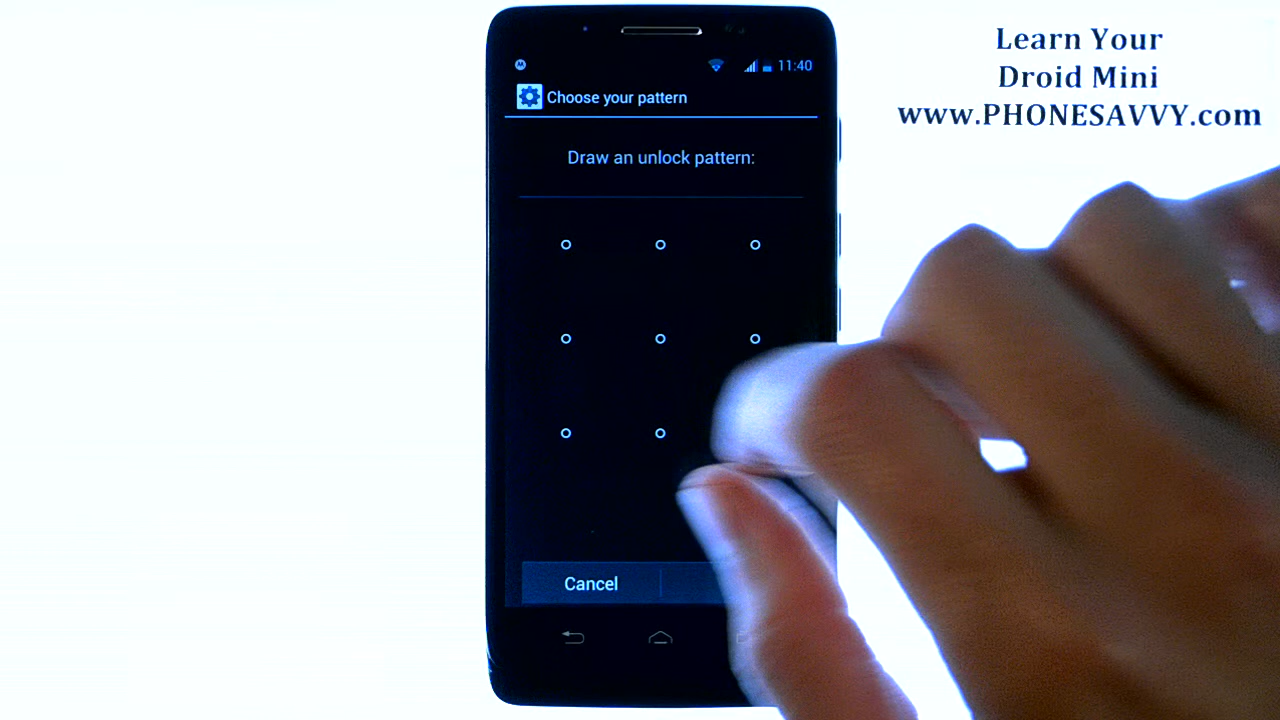 Learn Your
Droid Mini
www.PHONESAVVY.com
11:40
Choose your pattern
Draw an unlock pattern:
Cancel